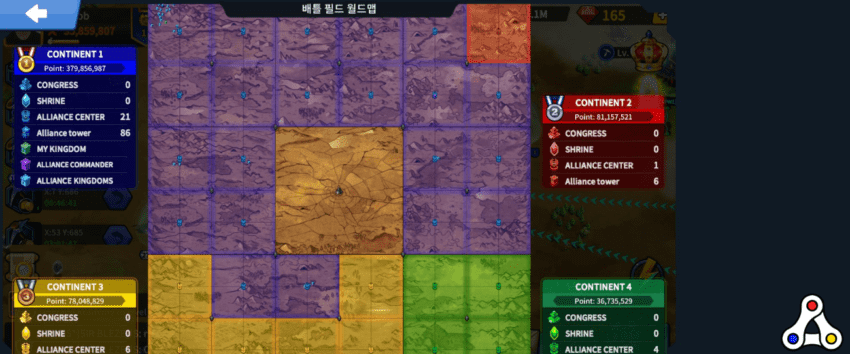 배틀 필드 월드맵
165
Lv.
CONTINENT 1
Point: 379,856,987
CONGRESS 0
SHRINE 0
ALLIANCE CENTER 21
Alliance tower 86
MY KINGDOM
ALLIANCE COMMANDER
ALLIANCE KINGDOMS
CONTINENT 2
Point: 81,157,521
CONGRESS 0
SHRINE 0
ALLIANCE CENTER 1
Alliance tower 6
CONTINENT 3
Point: 78,048,829
CONGRESS 0
SHRINE 0
ALLIANCE CENTER 6
CONTINENT 4
Point: 36,735,529
CONGRESS 0
SHRINE 0
ALLIANCE CENTER 4